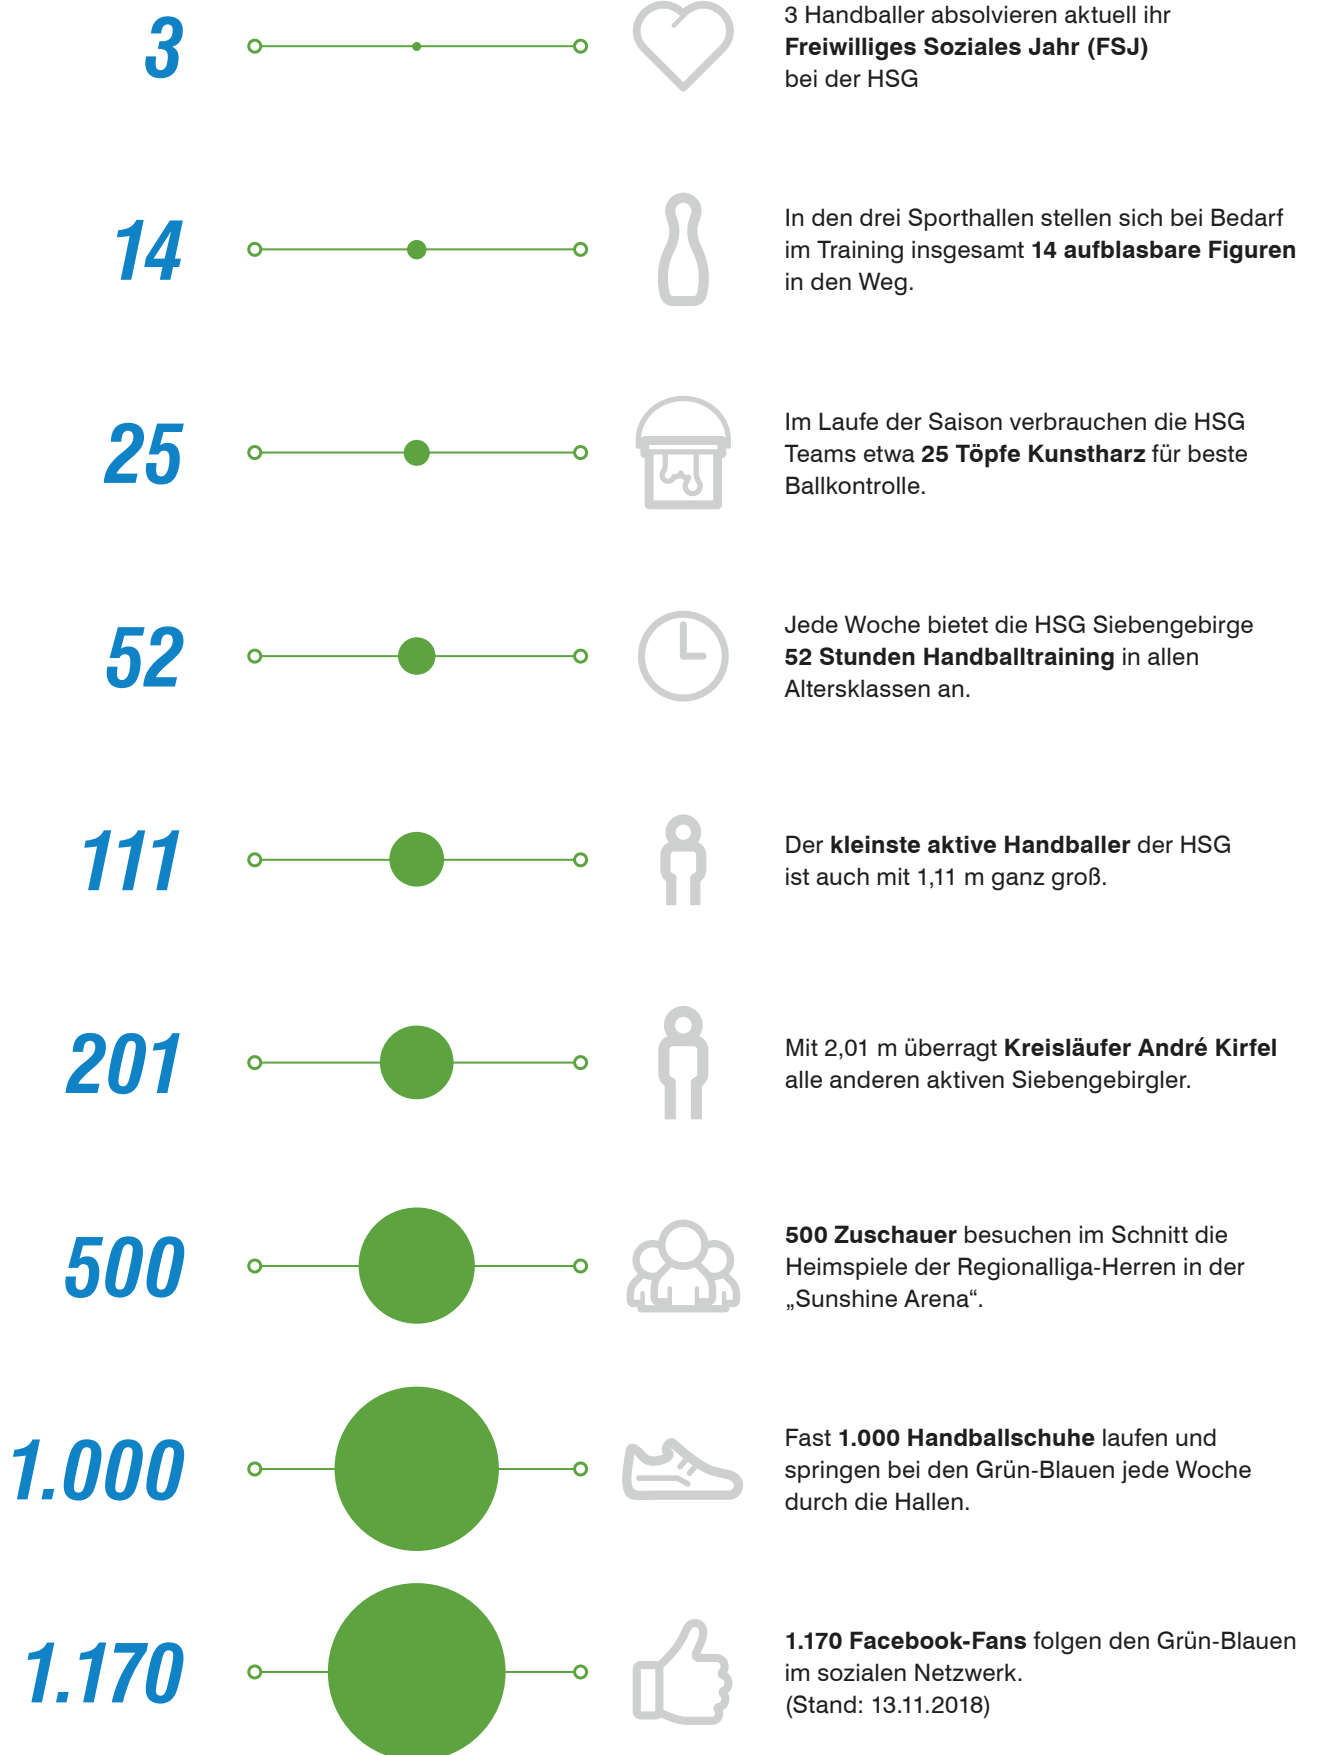 3
3 Handballer absolvieren aktuell ihr
Freiwilliges Soziales Jahr (FSJ)
bei der HSG
14
In den drei Sporthallen stellen sich bei Bedarf
im Training insgesamt 14 aufblasbare Figuren
in den Weg.
25
Im Laufe der Saison verbrauchen die HSG
Teams etwa 25 Töpfe Kunstharz für beste
Ballkontrolle.
52
Jede Woche bietet die HSG Siebengebirge
52 Stunden Handballtraining in allen
Altersklassen an.
111
Der kleinste aktive Handballer der HSG
ist auch mit 1,11 m ganz groß.
201
Mit 2,01 m überragt Kreisläufer André Kirfel
alle anderen aktiven Siebengebirgler.
500
500 Zuschauer besuchen im Schnitt die
Heimspiele der Regionalliga-Herren in der
„Sunshine Arena“.
1.000
Fast 1.000 Handballschuhe laufen und
springen bei den Grün-Blauen jede Woche
durch die Hallen.
1.170
1.170 Facebook-Fans folgen den Grün-Blauen
im sozialen Netzwerk.
(Stand: 13.11.2018)